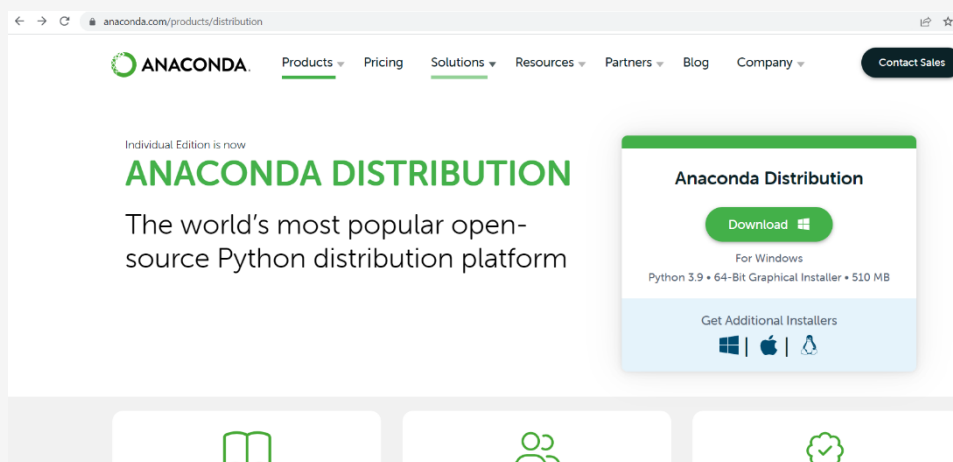 anaconda.com/products/distribution
ANACONDA.
Products Pricing Solutions Resources Partners Blog Company Contact Sales
Individual Edition is now
ANACONDA DISTRIBUTION
The world's most popular open-
source Python distribution platform
Anaconda Distribution
Download
For Windows
Python 3.9 • 64-Bit Graphical Installer • 510 MB
Get Additional Installers
| |